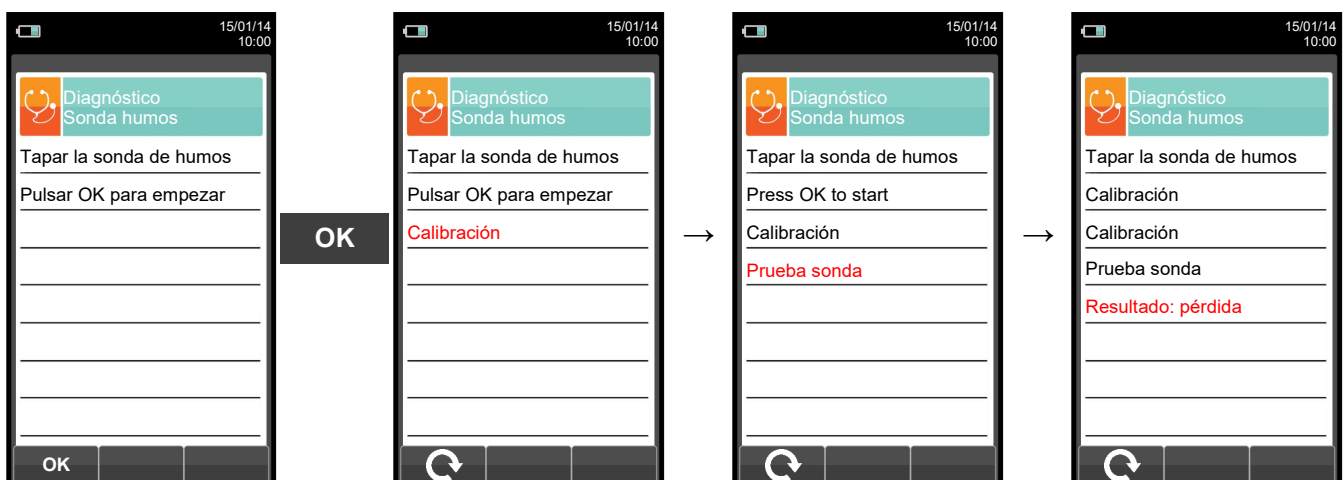 15/01/14
10:00
Diagnóstico
Sonda humos
Tapar la sonda de humos
Pulsar OK para empezar
OK
OK
15/01/14
10:00
Diagnóstico
Sonda humos
Tapar la sonda de humos
Pulsar OK para empezar
Calibración
→
15/01/14
10:00
Diagnóstico
Sonda humos
Tapar la sonda de humos
Press OK to start
Calibración
Prueba sonda
→
15/01/14
10:00
Diagnóstico
Sonda humos
Tapar la sonda de humos
Calibración
Calibración
Prueba sonda
Resultado: pérdida